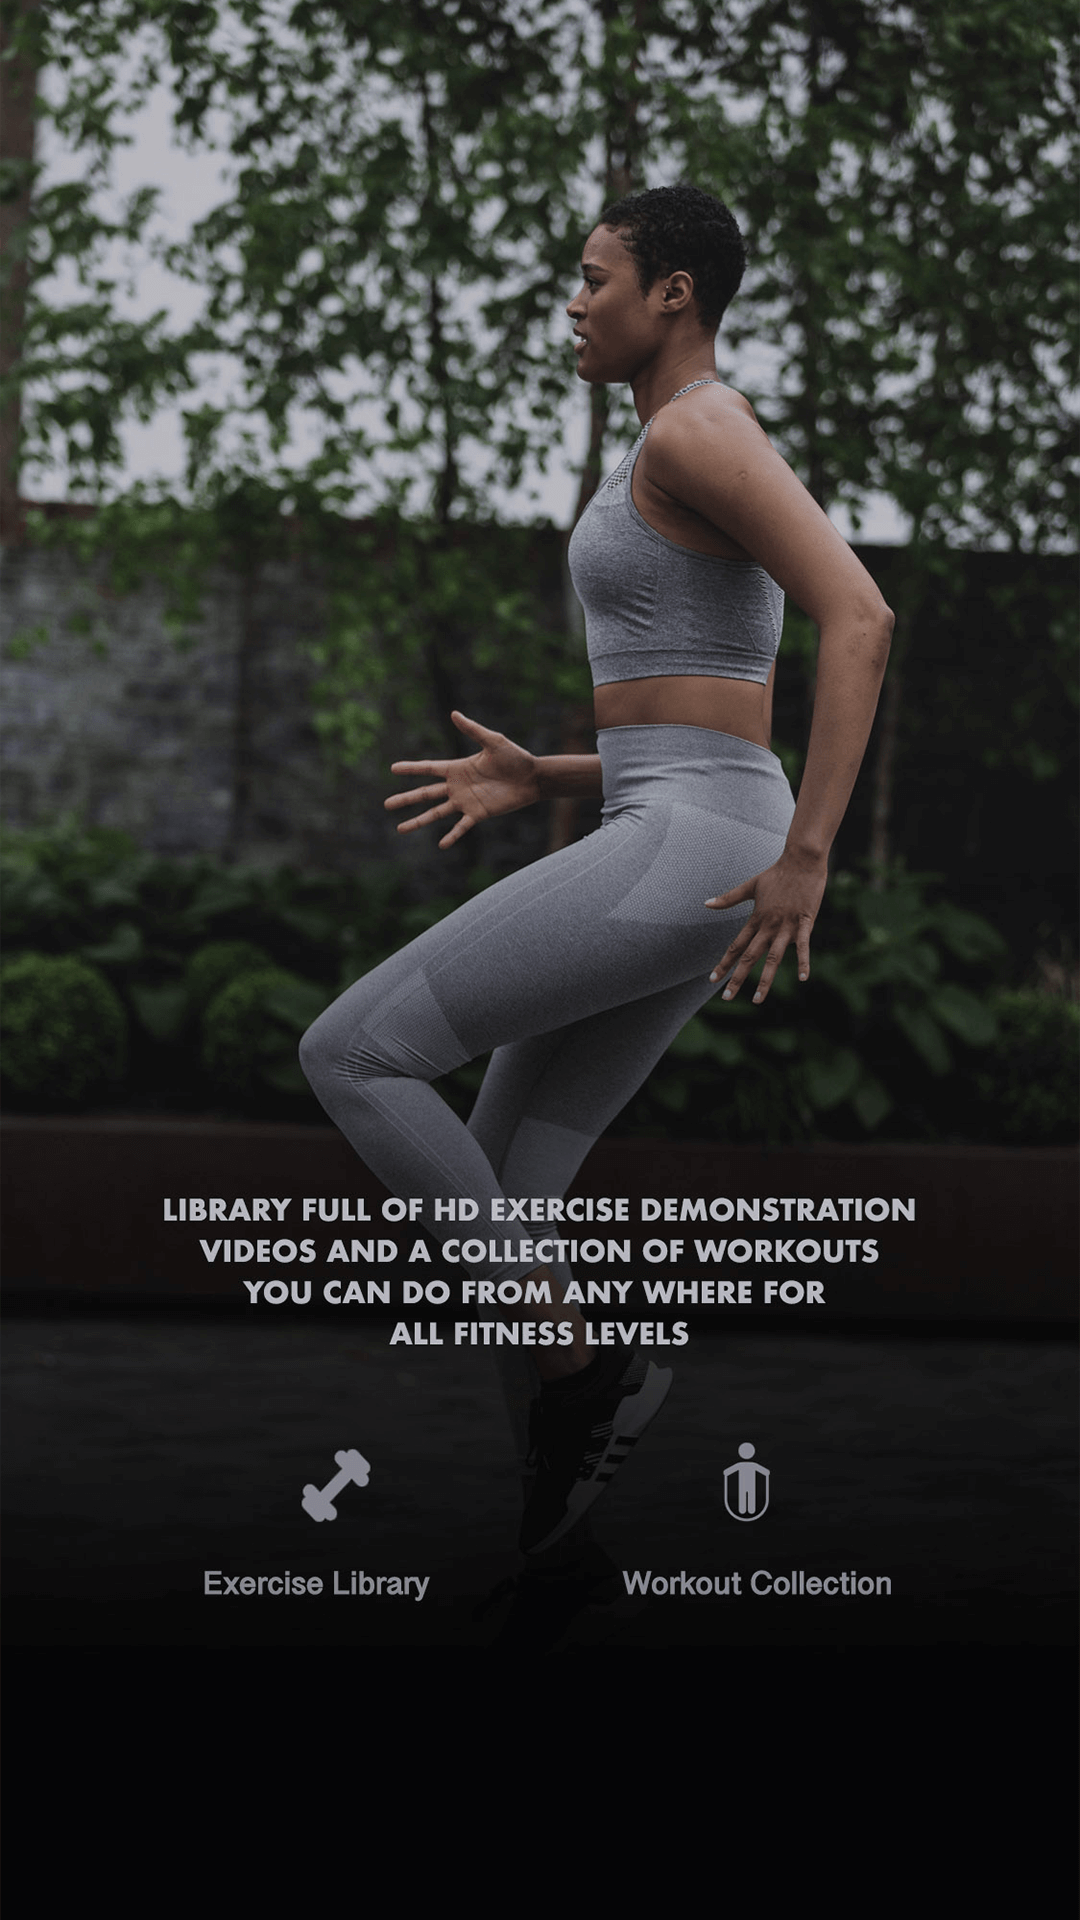 LIBRARY FULL OF HD EXERCISE DEMONSTRATION
VIDEOS AND A COLLECTION OF WORKOUTS
YOU CAN DO FROM ANY WHERE FOR
ALL FITNESS LEVELS
Exercise Library
Workout Collection